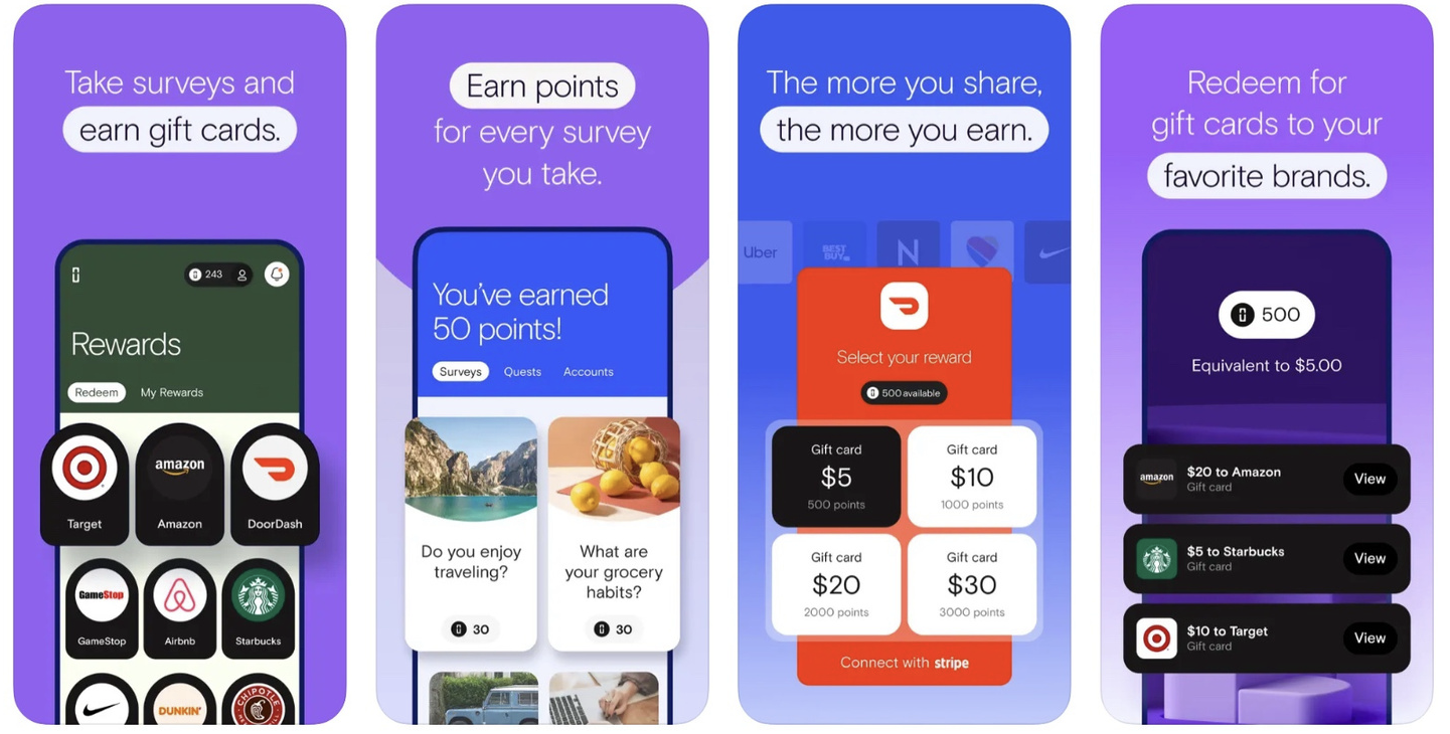 Take surveys and
earn gift cards.
243
Rewards
Redeem
My Rewards
Target
amazon
Amazon
DoorDash
GameStop
GameStop
Airbnb
Starbucks
DUNKIN'
CHIPOTLE
Earn points
for every survey
you take.
You've earned
50 points!
Surveys
Quests
Accounts
Do you enjoy
traveling?
30
What are
your grocery
habits?
30
The more you share,
the more you earn.
Uber
BEST
BUY
N
Select your reward
500 available
Gift card
$5
500 points
Gift card
$10
1000 points
Gift card
$20
2000 points
Gift card
$30
3000 points
Connect with stripe
Redeem for
gift cards to your
favorite brands.
500
Equivalent to $5.00
amazon
$20 to Amazon
Gift card
View
$5 to Starbucks
Gift card
View
$10 to Target
Gift card
View